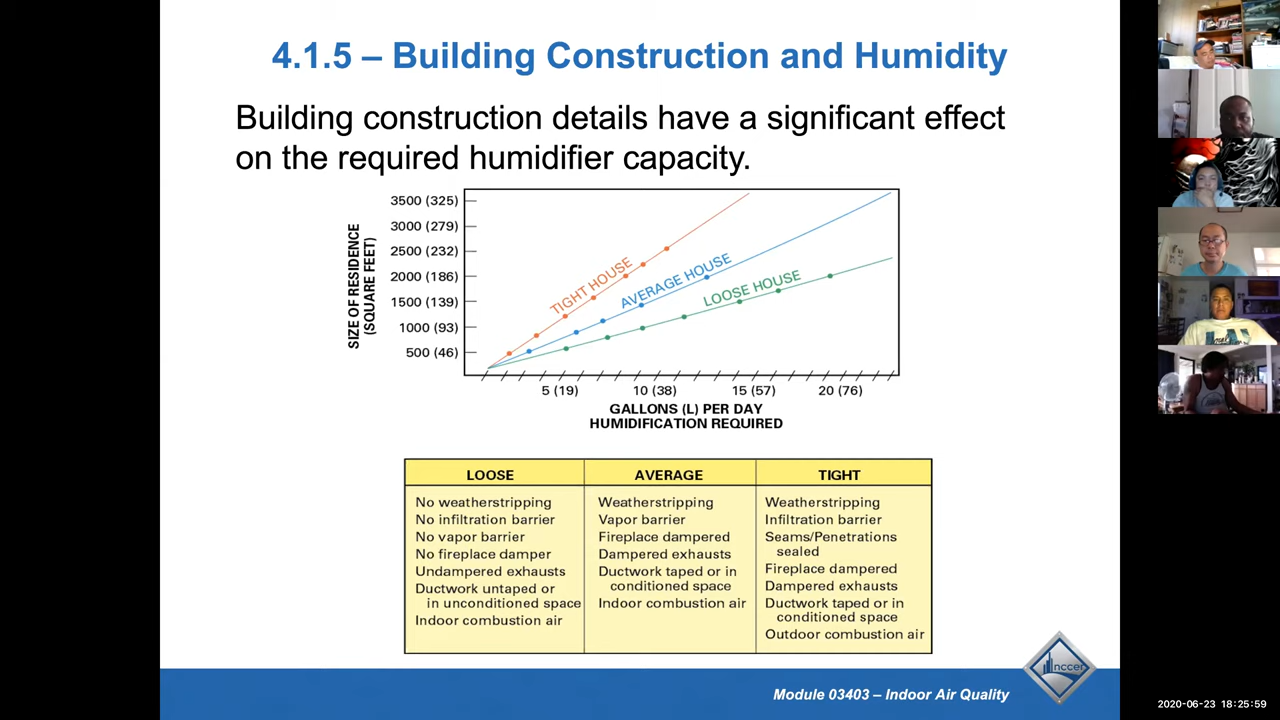 4.1.5 – Building Construction and Humidity
Building construction details have a significant effect
on the required humidifier capacity.
SIZE OF RESIDENCE
(SQUARE FEET)
3500 (325)
3000 (279)
2500 (232)
2000 (186)
1500 (139)
1000 (93)
500 (46)
TIGHT HOUSE
AVERAGE HOUSE
LOOSE HOUSE
5 (19) 10 (38) 15 (57) 20 (76)
GALLONS (L) PER DAY
HUMIDIFICATION REQUIRED
LOOSE
No weatherstripping
No infiltration barrier
No vapor barrier
No fireplace damper
Undampered exhausts
Ductwork untaped or
in unconditioned space
Indoor combustion air
AVERAGE
Weatherstripping
Vapor barrier
Fireplace dampered
Dampered exhausts
Ductwork taped or in
conditioned space
Indoor combustion air
TIGHT
Weatherstripping
Infiltration barrier
Seams/Penetrations
sealed
Fireplace dampered
Dampered exhausts
Ductwork taped or in
conditioned space
Outdoor combustion air
nccer
Module 03403 – Indoor Air Quality
2020-06-23 18:25:59